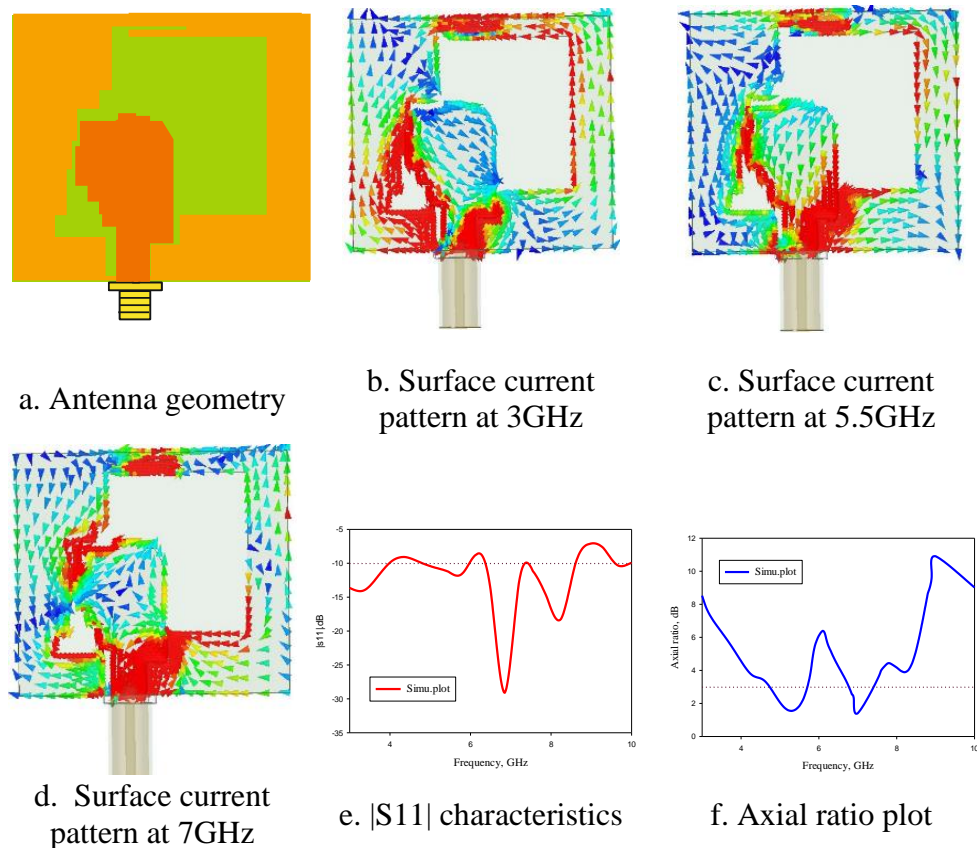 a. Antenna geometry
b. Surface current
pattern at 3GHz
c. Surface current
pattern at 5.5GHz
d. Surface current
pattern at 7GHz
-5
-10
-15
-20
-25
-30
-35
|s11|,dB
Simu.plot
4
6
8
10
Frequency, GHz
e. |S11| characteristics
12
10
8
6
4
2
0
Axial ratio, dB
Simu.plot
4
6
8
10
Frequency, GHz
f. Axial ratio plot